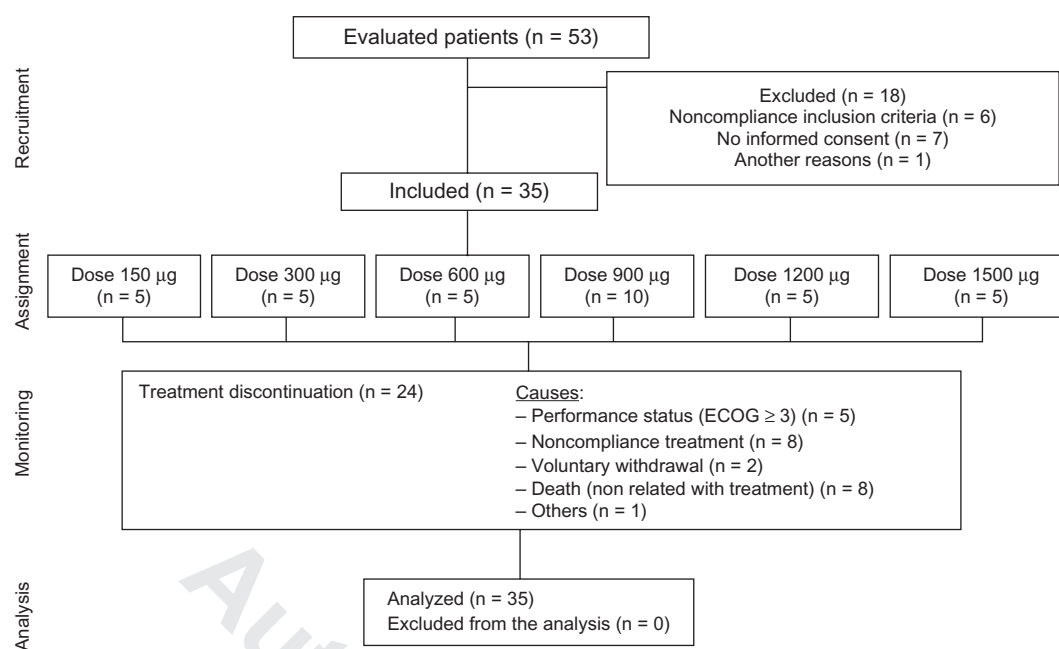 Evaluated patients (n = 53)
Recruitment
Excluded (n = 18)
Noncompliance inclusion criteria (n = 6)
No informed consent (n = 7)
Another reasons (n = 1)
Included (n = 35)
Assignment
Dose 150 µg
(n = 5)
Dose 300 µg
(n = 5)
Dose 600 µg
(n = 5)
Dose 900 µg
(n = 10)
Dose 1200 µg
(n = 5)
Dose 1500 µg
(n = 5)
Monitoring
Treatment discontinuation (n = 24)
Causes:
– Performance status (ECOG ≥ 3) (n = 5)
– Noncompliance treatment (n = 8)
– Voluntary withdrawal (n = 2)
– Death (non related with treatment) (n = 8)
– Others (n = 1)
Analysis
Analyzed (n = 35)
Excluded from the analysis (n = 0)